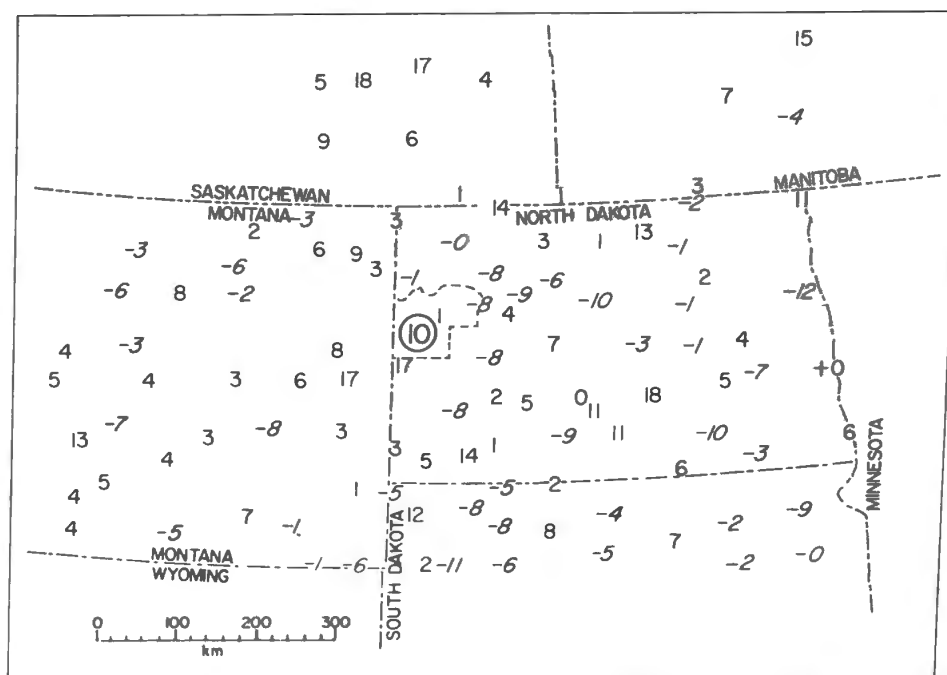 15
17
5 18 4
7
-4
9 6
SASKATCHEWAN 1 1 3 MANITOBA
MONTANA -3 3 14 NORTH DAKOTA -2 11
2 13
-3 6 9 -0 3 1 -1
-6 3 -1 -8 -6 2
-6 8 -2 -8 -9 -10 -1 -12
1 4
10
-3 7 -3 -1 4
4 8 17 -8 -7 +0
5 4 3 6 17 5
2 5 0 18
-8 11
-7 -8 3 -9 11 -10 6
13 3
4 3 5 14 1 6 -3
5 1 -5 -5 2
4 -8 -9
4 7 12 -8 -4 -2
-5 -1. 8 7
MONTANA -5 -2 -0
WYOMING -1 -6 2 -11 -6
SOUTH DAKOTA
MINNESOTA
0 100 200 300
km